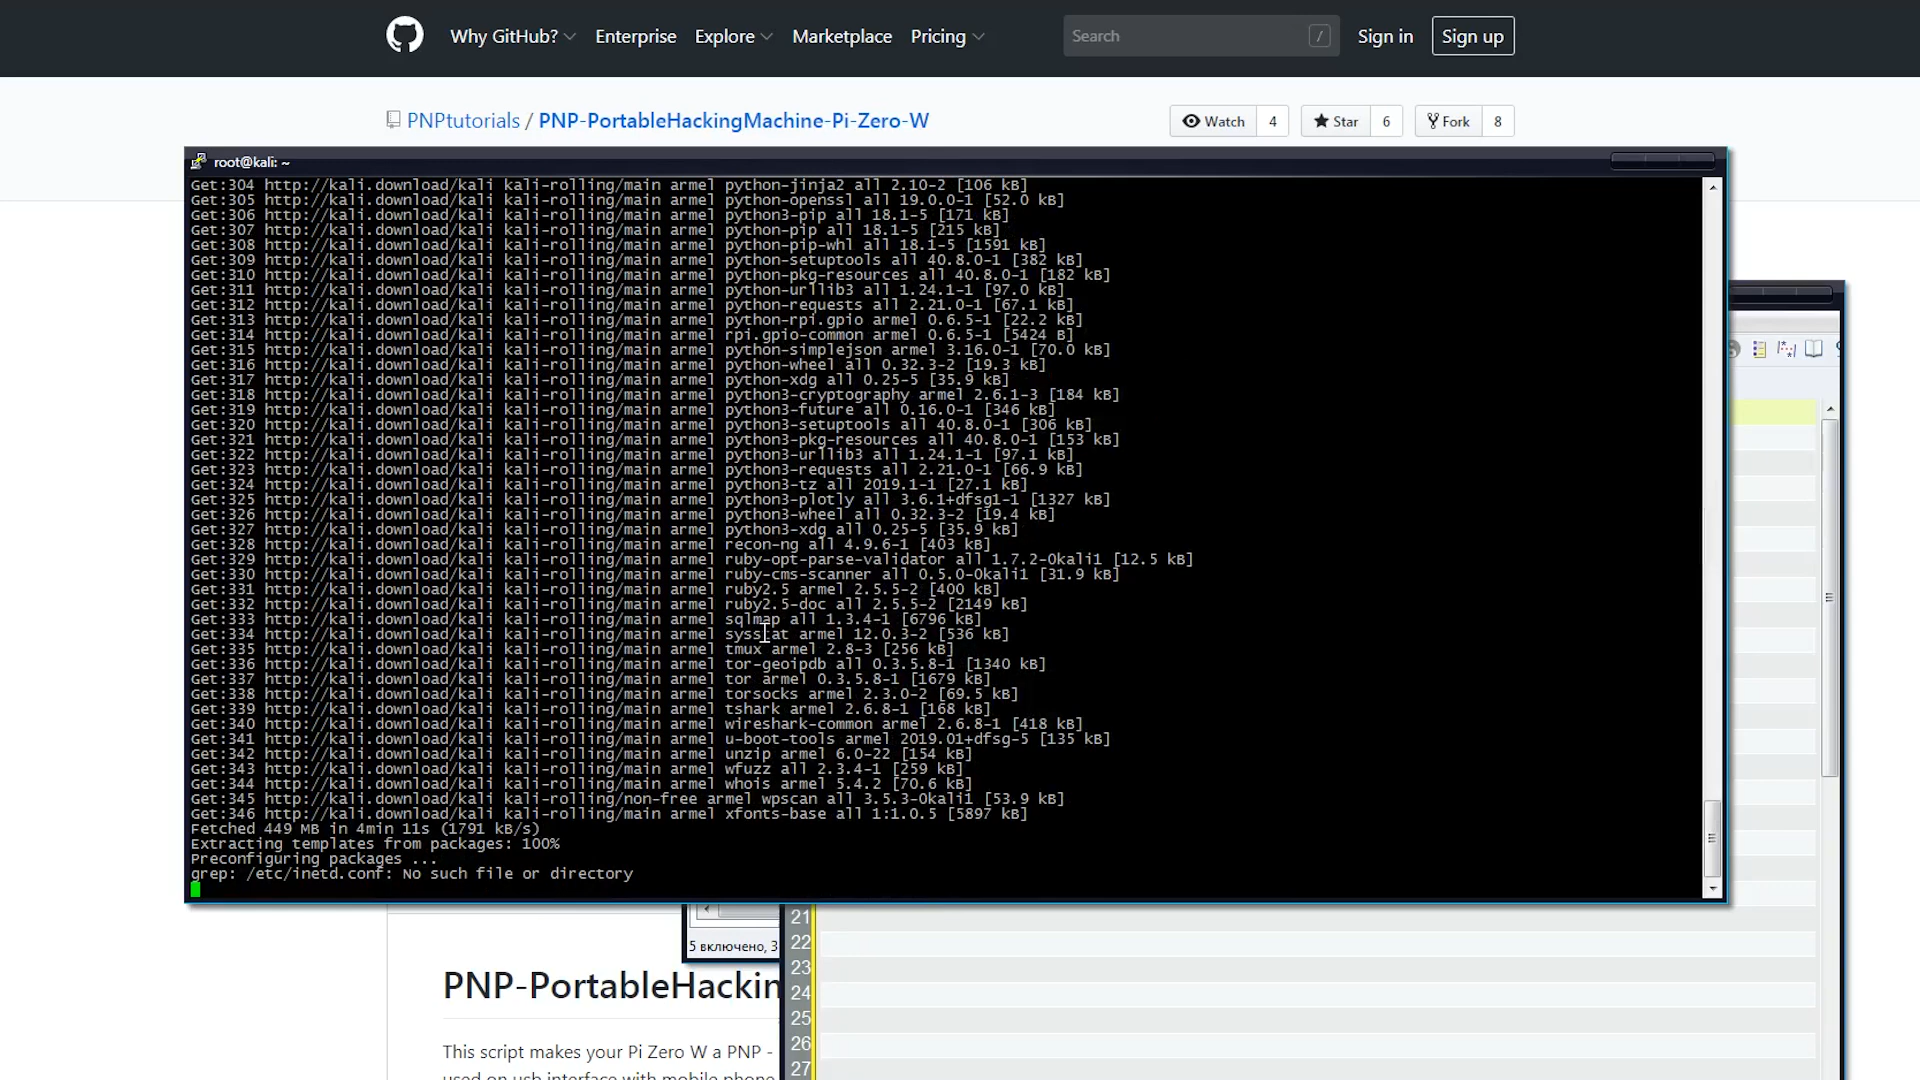 Why GitHub? Enterprise Explore Marketplace Pricing Search / Sign in Sign up
PNPtutorials / PNP-PortableHackingMachine-Pi-Zero-W Watch 4 Star 6 Fork 8
root@kali: ~
Get:304 http://kali.download/kali kali-rolling/main armel python-jinja2 all 2.10-2 [106 kB]
Get:305 http://kali.download/kali kali-rolling/main armel python-openssl all 19.0.0-1 [52.0 kB]
Get:306 http://kali.download/kali kali-rolling/main armel python3-pip all 18.1-5 [171 kB]
Get:307 http://kali.download/kali kali-rolling/main armel python-pip all 18.1-5 [215 kB]
Get:308 http://kali.download/kali kali-rolling/main armel python-pip-whl all 18.1-5 [1591 kB]
Get:309 http://kali.download/kali kali-rolling/main armel python-setuptools all 40.8.0-1 [382 kB]
Get:310 http://kali.download/kali kali-rolling/main armel python-pkg-resources all 40.8.0-1 [182 kB]
Get:311 http://kali.download/kali kali-rolling/main armel python-urllib3 all 1.24.1-1 [97.0 kB]
Get:312 http://kali.download/kali kali-rolling/main armel python-requests all 2.21.0-1 [67.1 kB]
Get:313 http://kali.download/kali kali-rolling/main armel python-rpi.gpio armel 0.6.5-1 [22.2 kB]
Get:314 http://kali.download/kali kali-rolling/main armel rpi.gpio-common armel 0.6.5-1 [5424 B]
Get:315 http://kali.download/kali kali-rolling/main armel python-simplejson armel 3.16.0-1 [70.0 kB]
Get:316 http://kali.download/kali kali-rolling/main armel python-wheel all 0.32.3-2 [19.3 kB]
Get:317 http://kali.download/kali kali-rolling/main armel python-xdg all 0.25-5 [35.9 kB]
Get:318 http://kali.download/kali kali-rolling/main armel python3-cryptography armel 2.6.1-3 [184 kB]
Get:319 http://kali.download/kali kali-rolling/main armel python3-future all 0.16.0-1 [346 kB]
Get:320 http://kali.download/kali kali-rolling/main armel python3-setuptools all 40.8.0-1 [306 kB]
Get:321 http://kali.download/kali kali-rolling/main armel python3-pkg-resources all 40.8.0-1 [153 kB]
Get:322 http://kali.download/kali kali-rolling/main armel python3-urllib3 all 1.24.1-1 [97.1 kB]
Get:323 http://kali.download/kali kali-rolling/main armel python3-requests all 2.21.0-1 [66.9 kB]
Get:324 http://kali.download/kali kali-rolling/main armel python3-tz all 2019.1-1 [27.1 kB]
Get:325 http://kali.download/kali kali-rolling/main armel python3-plotly all 3.6.1+dfsg1-1 [1327 kB]
Get:326 http://kali.download/kali kali-rolling/main armel python3-wheel all 0.32.3-2 [19.4 kB]
Get:327 http://kali.download/kali kali-rolling/main armel python3-xdg all 0.25-5 [35.9 kB]
Get:328 http://kali.download/kali kali-rolling/main armel recon-ng all 4.9.6-1 [403 kB]
Get:329 http://kali.download/kali kali-rolling/main armel ruby-opt-parse-validator all 1.7.2-0kali1 [12.5 kB]
Get:330 http://kali.download/kali kali-rolling/main armel ruby-cms-scanner all 0.5.0-0kali1 [31.9 kB]
Get:331 http://kali.download/kali kali-rolling/main armel ruby2.5 armel 2.5.5-2 [400 kB]
Get:332 http://kali.download/kali kali-rolling/main armel ruby2.5-doc all 2.5.5-2 [2149 kB]
Get:333 http://kali.download/kali kali-rolling/main armel sqlmap all 1.3.4-1 [6796 kB]
Get:334 http://kali.download/kali kali-rolling/main armel sysstat armel 12.0.3-2 [536 kB]
Get:335 http://kali.download/kali kali-rolling/main armel tmux armel 2.8-3 [256 kB]
Get:336 http://kali.download/kali kali-rolling/main armel tor-geoipdb all 0.3.5.8-1 [1340 kB]
Get:337 http://kali.download/kali kali-rolling/main armel tor armel 0.3.5.8-1 [1679 kB]
Get:338 http://kali.download/kali kali-rolling/main armel torsocks armel 2.3.0-2 [69.5 kB]
Get:339 http://kali.download/kali kali-rolling/main armel tshark armel 2.6.8-1 [168 kB]
Get:340 http://kali.download/kali kali-rolling/main armel wireshark-common armel 2.6.8-1 [418 kB]
Get:341 http://kali.download/kali kali-rolling/main armel u-boot-tools armel 2019.01+dfsg-5 [135 kB]
Get:342 http://kali.download/kali kali-rolling/main armel unzip armel 6.0-22 [154 kB]
Get:343 http://kali.download/kali kali-rolling/main armel wfuzz all 2.3.4-1 [259 kB]
Get:344 http://kali.download/kali kali-rolling/main armel whois armel 5.4.2 [70.6 kB]
Get:345 http://kali.download/kali kali-rolling/non-free armel wpscan all 3.5.3-0kali1 [53.9 kB]
Get:346 http://kali.download/kali kali-rolling/main armel xfonts-base all 1:1.0.5 [5897 kB]
Fetched 449 MB in 4min 11s (1791 kB/s)
Extracting templates from packages: 100%
Preconfiguring packages ...
grep: /etc/inetd.conf: No such file or directory
21
22
5 включено, 3
23
PNP-PortableHackin
24
25
26
This script makes your Pi Zero W a PNP -
27
used on usb interface with mobile phone